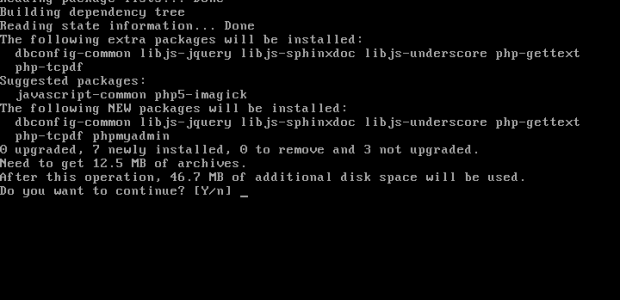 Reading package lists... Done
Building dependency tree
Reading state information... Done
The following extra packages will be installed:
  dbconfig-common libjs-jquery libjs-sphinxdoc libjs-underscore php-gettext
  php-tcpdf
Suggested packages:
  javascript-common php5-imagick
The following NEW packages will be installed:
  dbconfig-common libjs-jquery libjs-sphinxdoc libjs-underscore php-gettext
  php-tcpdf phpmyadmin
0 upgraded, 7 newly installed, 0 to remove and 3 not upgraded.
Need to get 12.5 MB of archives.
After this operation, 46.7 MB of additional disk space will be used.
Do you want to continue? [Y/n] _